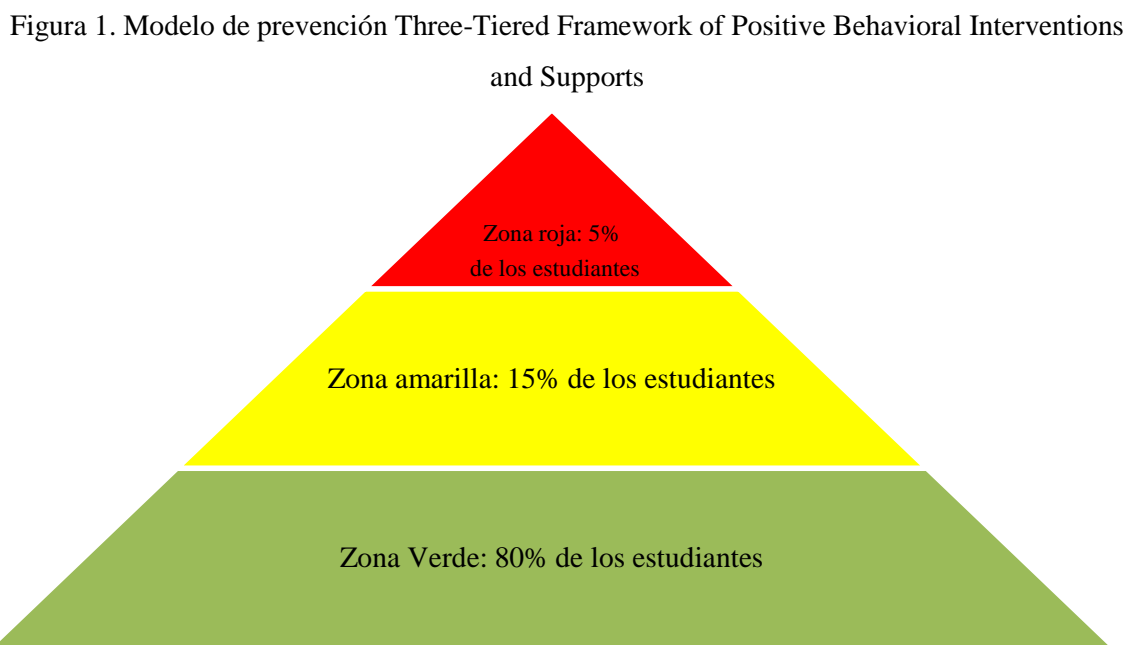 Figura 1. Modelo de prevención Three-Tiered Framework of Positive Behavioral Interventions
and Supports
Zona roja: 5%
de los estudiantes
Zona amarilla: 15% de los estudiantes
Zona Verde: 80% de los estudiantes